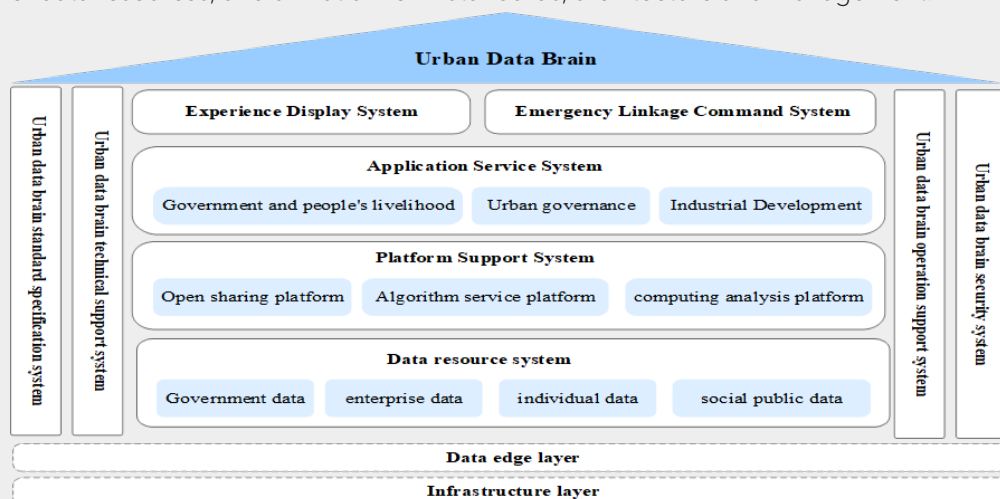 Urban Data Brain
Urban data brain standard specification system
Urban data brain technical support system
Experience Display System
Emergency Linkage Command System
Application Service System
Government and people's livelihood
Urban governance
Industrial Development
Platform Support System
Open sharing platform
Algorithm service platform
computing analysis platform
Data resource system
Government data
enterprise data
individual data
social public data
Urban data brain operation support system
Urban data brain security system
Data edge layer
Infrastructure layer